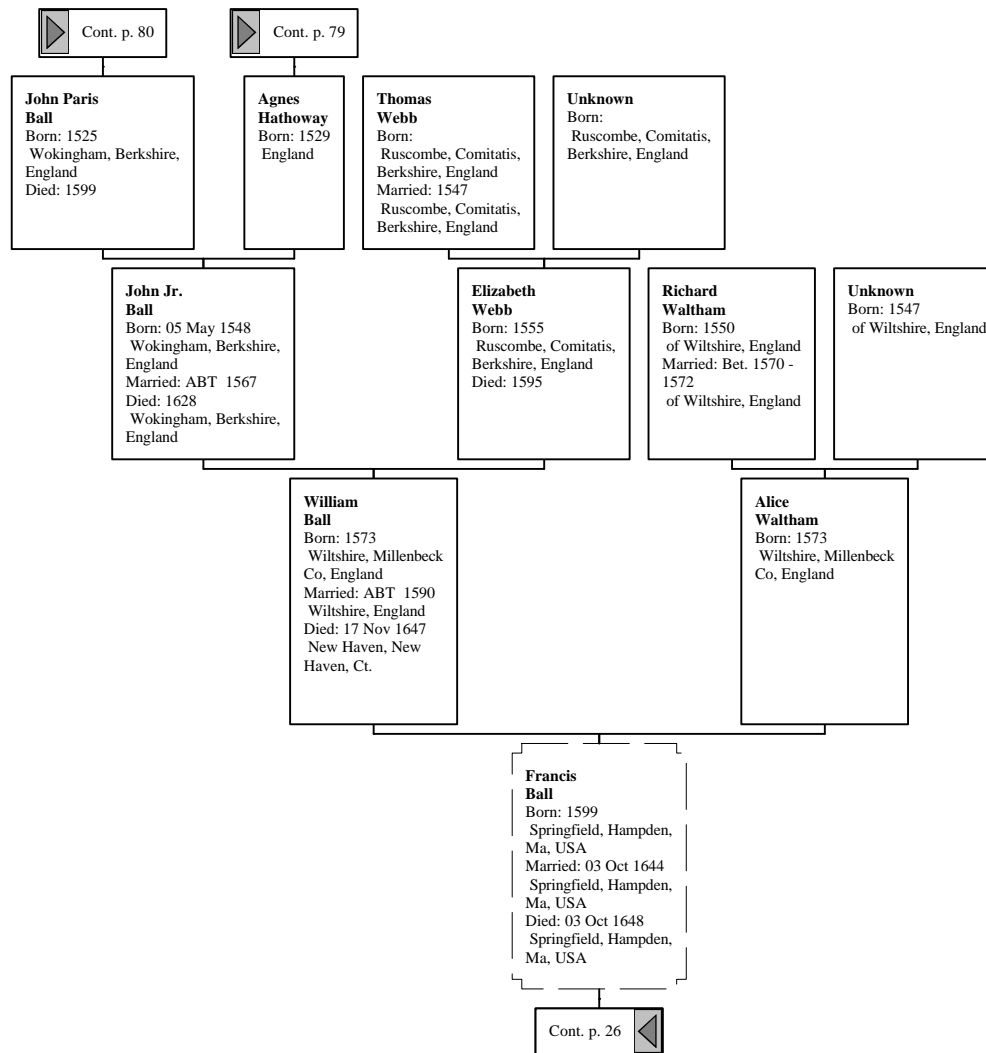 Cont. p. 80
Cont. p. 79
John Paris
Ball
Born: 1525
Wokingham, Berkshire,
England
Died: 1599
Agnes
Hathoway
Born: 1529
England
Thomas
Webb
Born:
Ruscombe, Comitatis,
Berkshire, England
Married: 1547
Ruscombe, Comitatis,
Berkshire, England
Unknown
Born:
Ruscombe, Comitatis,
Berkshire, England
John Jr.
Ball
Born: 05 May 1548
Wokingham, Berkshire,
England
Married: ABT 1567
Died: 1628
Wokingham, Berkshire,
England
Elizabeth
Webb
Born: 1555
Ruscombe, Comitatis,
Berkshire, England
Died: 1595
Richard
Waltham
Born: 1550
of Wiltshire, England
Married: Bet. 1570 -
1572
of Wiltshire, England
Unknown
Born: 1547
of Wiltshire, England
William
Ball
Born: 1573
Wiltshire, Millenbeck
Co, England
Married: ABT 1590
Wiltshire, England
Died: 17 Nov 1647
New Haven, New
Haven, Ct.
Alice
Waltham
Born: 1573
Wiltshire, Millenbeck
Co, England
Francis
Ball
Born: 1599
Springfield, Hampden,
Ma, USA
Married: 03 Oct 1644
Springfield, Hampden,
Ma, USA
Died: 03 Oct 1648
Springfield, Hampden,
Ma, USA
Cont. p. 26